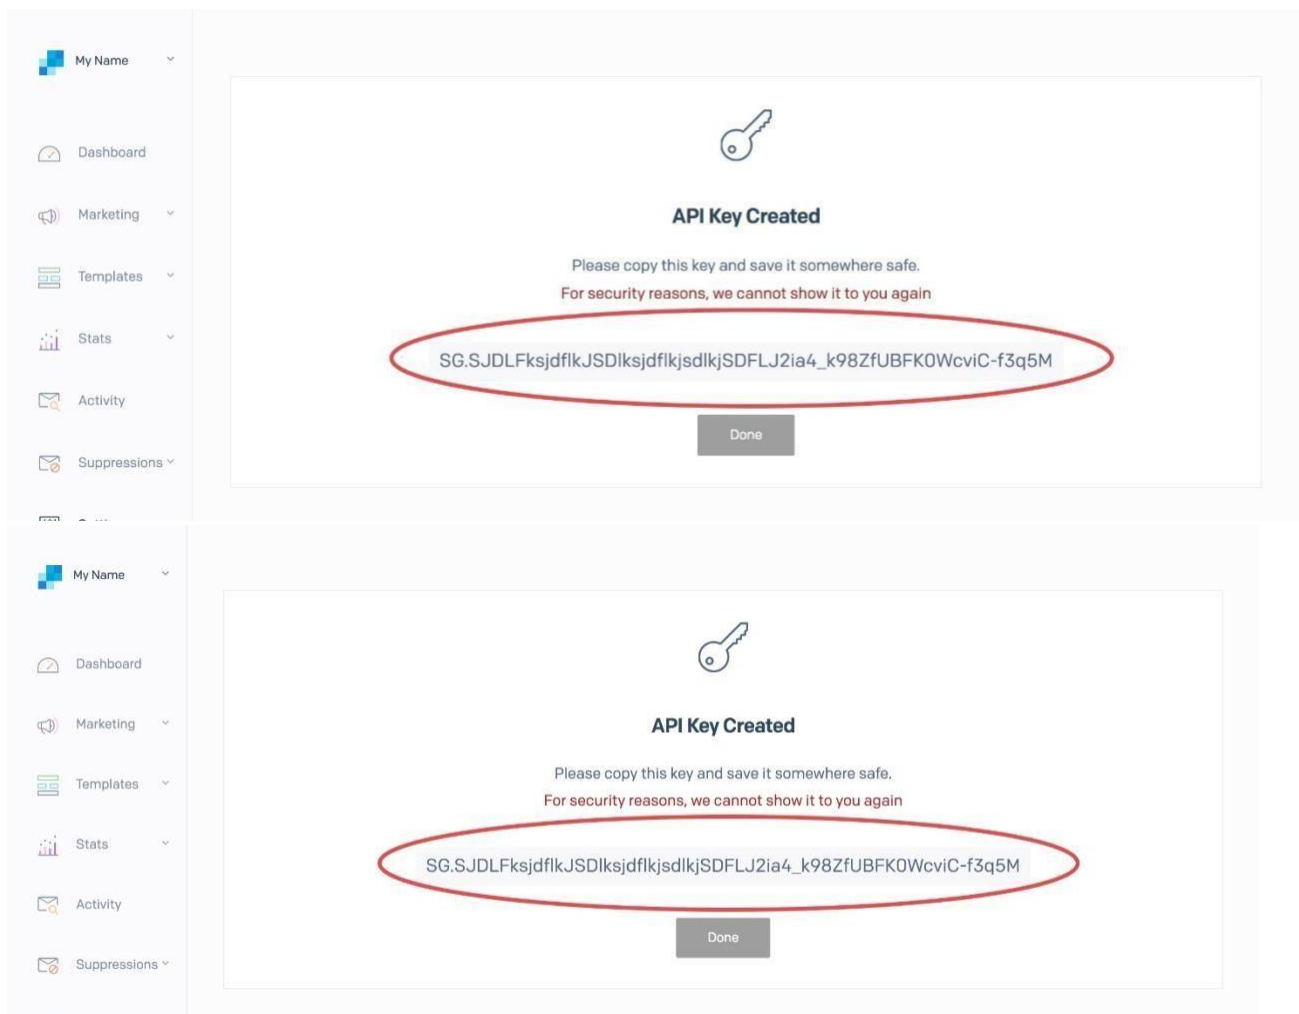 My Name
Dashboard
Marketing
Templates
Stats
Activity
Suppressions
API Key Created
Please copy this key and save it somewhere safe.
For security reasons, we cannot show it to you again
SG.SJDLFksjdflkJSDlksjdflkjsdlkjSDFLJ2ia4_k98ZfUBFK0WcviC-f3q5M
Done
My Name
Dashboard
Marketing
Templates
Stats
Activity
Suppressions
API Key Created
Please copy this key and save it somewhere safe.
For security reasons, we cannot show it to you again
SG.SJDLFksjdflkJSDlksjdflkjsdlkjSDFLJ2ia4_k98ZfUBFK0WcviC-f3q5M
Done